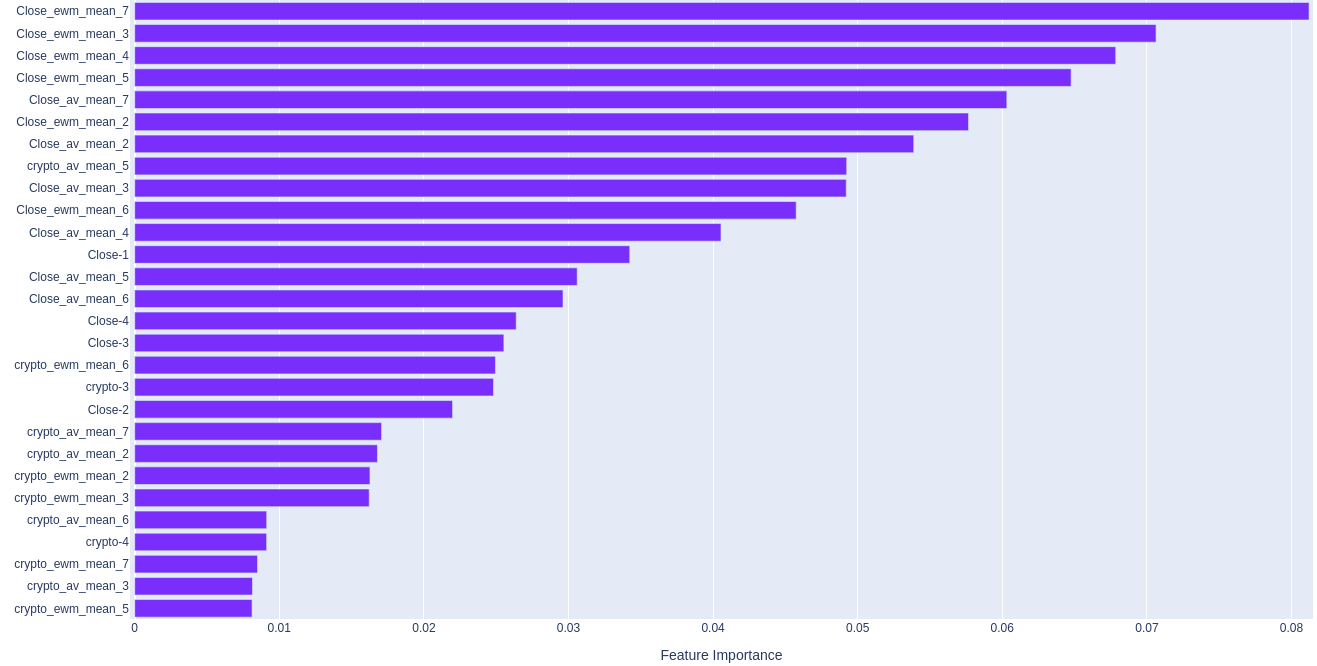 Close_ewm_mean_7
Close_ewm_mean_3
Close_ewm_mean_4
Close_ewm_mean_5
Close_av_mean_7
Close_ewm_mean_2
Close_av_mean_2
crypto_av_mean_5
Close_av_mean_3
Close_ewm_mean_6
Close_av_mean_4
Close-1
Close_av_mean_5
Close_av_mean_6
Close-4
Close-3
crypto_ewm_mean_6
crypto-3
Close-2
crypto_av_mean_7
crypto_av_mean_2
crypto_ewm_mean_2
crypto_ewm_mean_3
crypto_av_mean_6
crypto-4
crypto_ewm_mean_7
crypto_av_mean_3
crypto_ewm_mean_5
0 0.01 0.02 0.03 0.04 0.05 0.06 0.07 0.08
Feature Importance